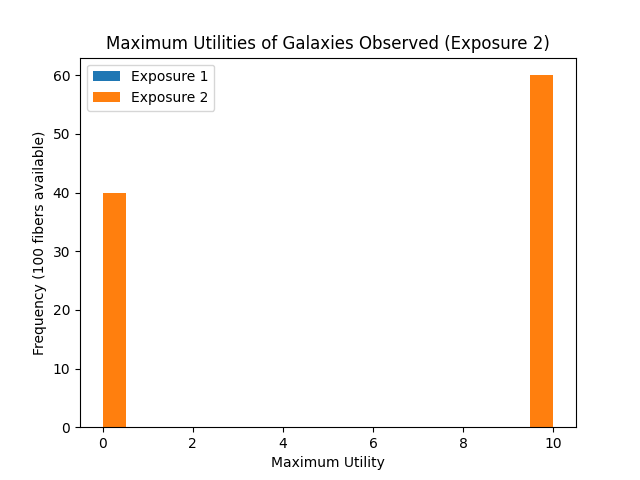 Maximum Utilities of Galaxies Observed (Exposure 2)
Exposure 1
Exposure 2
Frequency (100 fibers available)
60
50
40
30
20
10
0
0 2 4 6 8 10
Maximum Utility